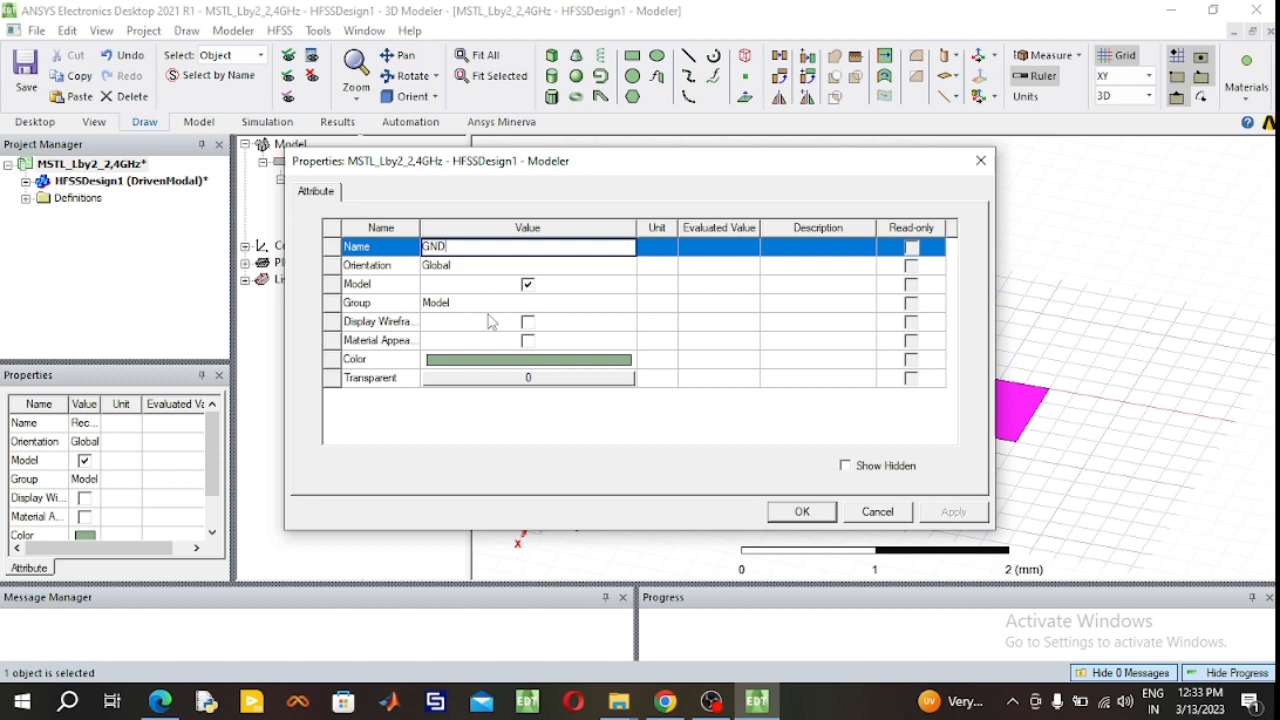 ANSYS Electronics Desktop 2021 R1 - MSTL_Lby2_2,4GHz - HFSSDesign1 - 3D Modeler - [MSTL_Lby2_2,4GHz - HFSSDesign1 - Modeler]
File Edit View Project Draw Modeler HFSS Tools Window Help
Save Cut Undo Select: Object Zoom Pan Fit All Measure Grid
Copy Redo Select by Name Rotate Fit Selected Ruler XY
Paste Delete Orient Units 3D Materials
Desktop View Draw Model Simulation Results Automation Ansys Minerva
Project Manager
MSTL_Lby2_2,4GHz*
HFSSDesign1 (DrivenModal)*
Definitions
Model
Properties: MSTL_Lby2_2,4GHz - HFSSDesign1 - Modeler
Attribute
Name Value Unit Evaluated Value Description Read-only
Name GND
Orientation Global
Model
Group Model
Display Wirefra...
Material Appea...
Color
Transparent 0
Show Hidden
OK Cancel Apply
Properties
Name Value Unit Evaluated Va
Name Rec...
Orientation Global
Model
Group Model
Display Wi...
Material A...
Color
Attribute
X
0 1 2 (mm)
Message Manager
Progress
Activate Windows
Go to Settings to activate Windows.
1 object is selected
Hide 0 Messages Hide Progress
Very...
ENG
IN
12:33 PM
3/13/2023
1